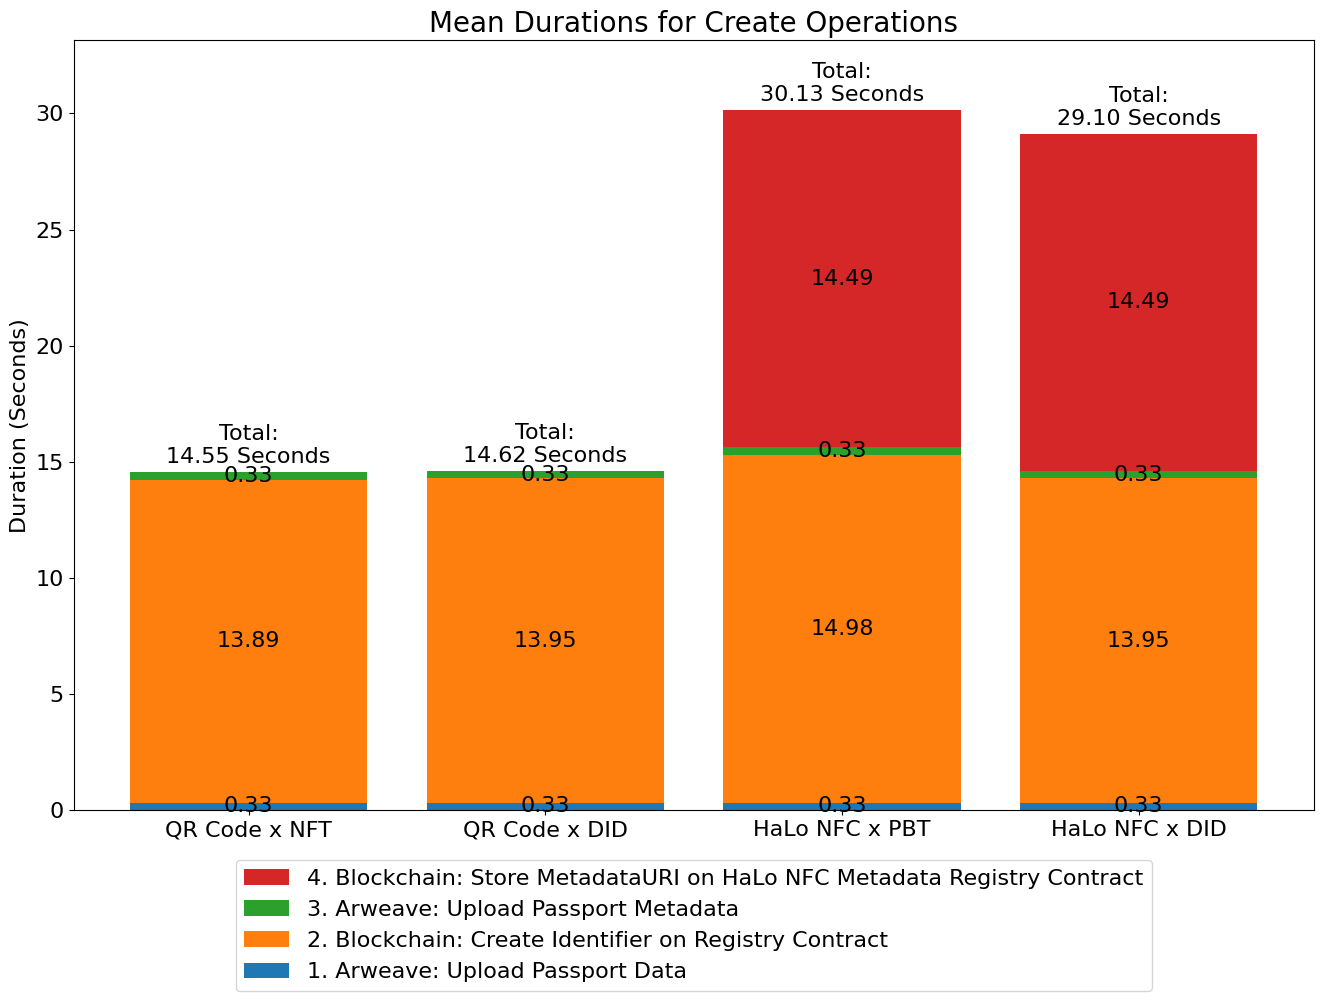 Mean Durations for Create Operations
Duration (Seconds)
30
25
20
15
10
5
0
Total:
14.55 Seconds
0.33
13.89
0.33
QR Code x NFT
Total:
14.62 Seconds
0.33
13.95
0.33
QR Code x DID
Total:
30.13 Seconds
14.49
0.33
14.98
0.33
HaLo NFC x PBT
Total:
29.10 Seconds
14.49
0.33
13.95
0.33
HaLo NFC x DID
4. Blockchain: Store MetadataURI on HaLo NFC Metadata Registry Contract
3. Arweave: Upload Passport Metadata
2. Blockchain: Create Identifier on Registry Contract
1. Arweave: Upload Passport Data